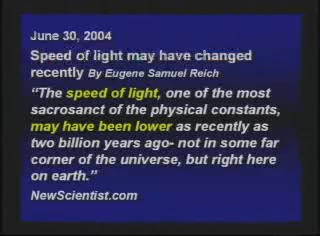 June 30, 2004
Speed of light may have changed
recently By Eugene Samuel Reich
“The speed of light, one of the most
sacrosanct of the physical constants,
may have been lower as recently as
two billion years ago- not in some far
corner of the universe, but right here
on earth.”
NewScientist.com